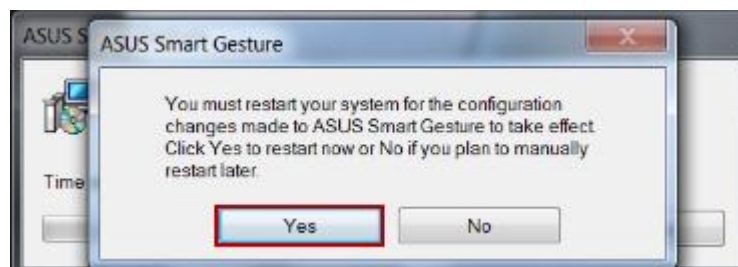 ASUS S
ASUS Smart Gesture
You must restart your system for the configuration
changes made to ASUS Smart Gesture to take effect.
Click Yes to restart now or No if you plan to manually
restart later.
Time
Yes
No